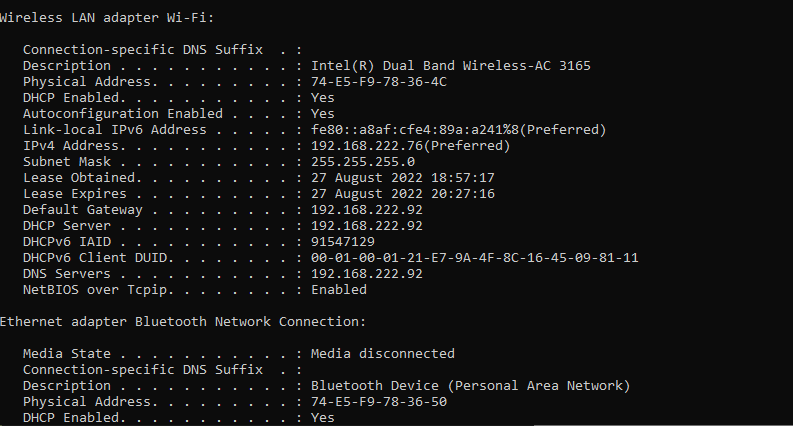 Wireless LAN adapter Wi-Fi:
Connection-specific DNS Suffix . :
Description . . . . . . . . . . . : Intel(R) Dual Band Wireless-AC 3165
Physical Address. . . . . . . . . : 74-E5-F9-78-36-4C
DHCP Enabled. . . . . . . . . . . : Yes
Autoconfiguration Enabled . . . . : Yes
Link-local IPv6 Address . . . . . : fe80::a8af:cfe4:89a:a241%8(Preferred)
IPv4 Address. . . . . . . . . . . : 192.168.222.76(Preferred)
Subnet Mask . . . . . . . . . . . : 255.255.255.0
Lease Obtained. . . . . . . . . . : 27 August 2022 18:57:17
Lease Expires . . . . . . . . . . : 27 August 2022 20:27:16
Default Gateway . . . . . . . . . : 192.168.222.92
DHCP Server . . . . . . . . . . . : 192.168.222.92
DHCPv6 IAID . . . . . . . . . . . : 91547129
DHCPv6 Client DUID. . . . . . . . : 00-01-00-01-21-E7-9A-4F-8C-16-45-09-81-11
DNS Servers . . . . . . . . . . . : 192.168.222.92
NetBIOS over Tcpip. . . . . . . . : Enabled
Ethernet adapter Bluetooth Network Connection:
Media State . . . . . . . . . . . : Media disconnected
Connection-specific DNS Suffix . :
Description . . . . . . . . . . . : Bluetooth Device (Personal Area Network)
Physical Address. . . . . . . . . : 74-E5-F9-78-36-50
DHCP Enabled. . . . . . . . . . . : Yes